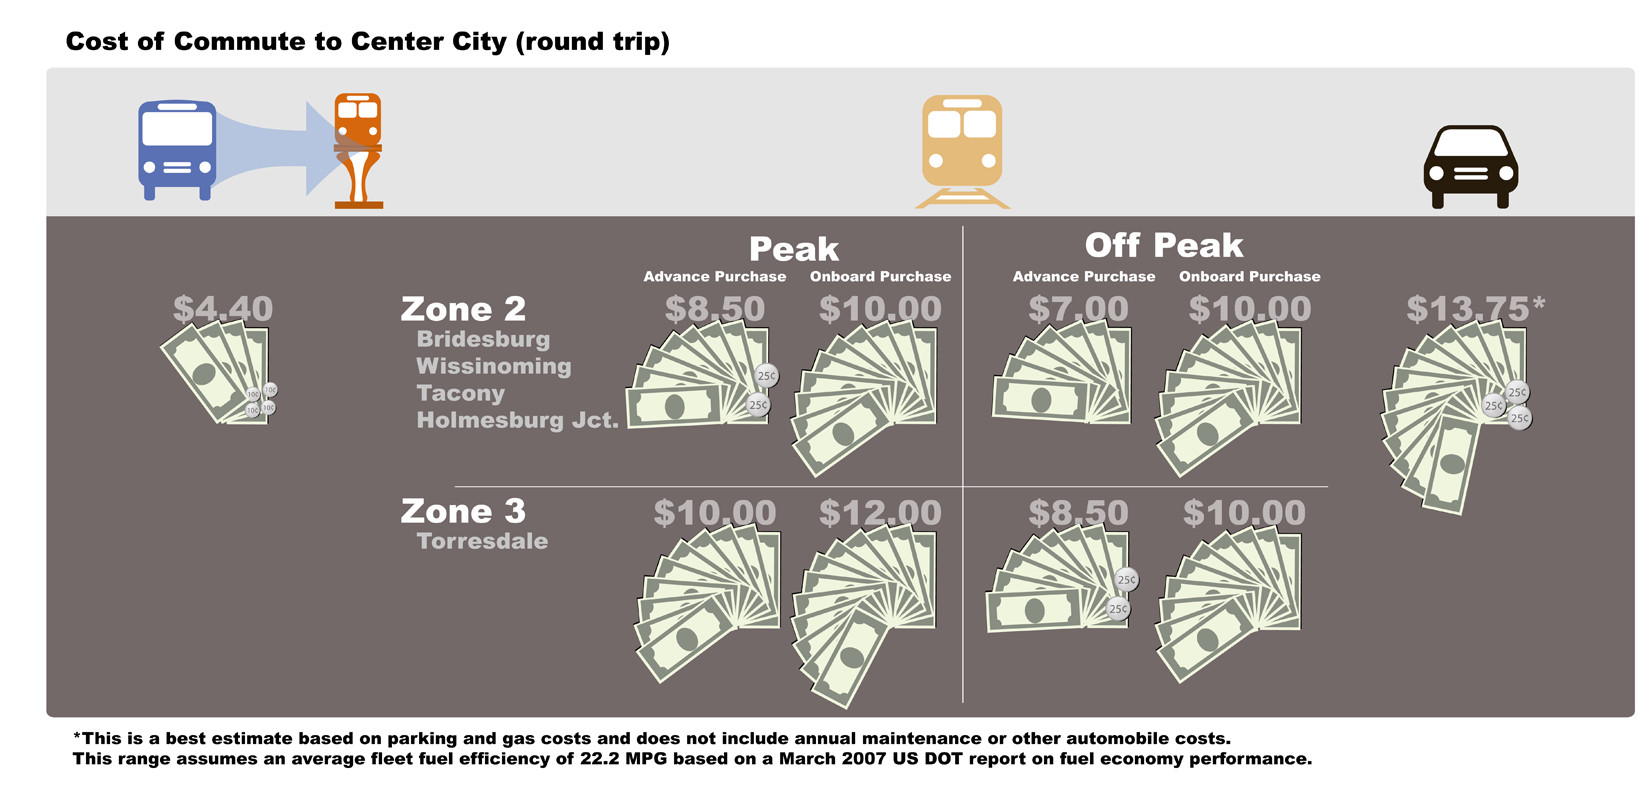 Cost of Commute to Center City (round trip)
Peak
Off Peak
Advance Purchase
Onboard Purchase
Advance Purchase
Onboard Purchase
$4.40
Zone 2
$8.50
$10.00
$7.00
$10.00
$13.75*
Bridesburg
Wissinoming
Tacony
Holmesburg Jct.
10¢
10¢
10¢
10¢
25¢
25¢
25¢
25¢
25¢
Zone 3
$10.00
$12.00
$8.50
$10.00
Torresdale
25¢
25¢
*This is a best estimate based on parking and gas costs and does not include annual maintenance or other automobile costs.
This range assumes an average fleet fuel efficiency of 22.2 MPG based on a March 2007 US DOT report on fuel economy performance.